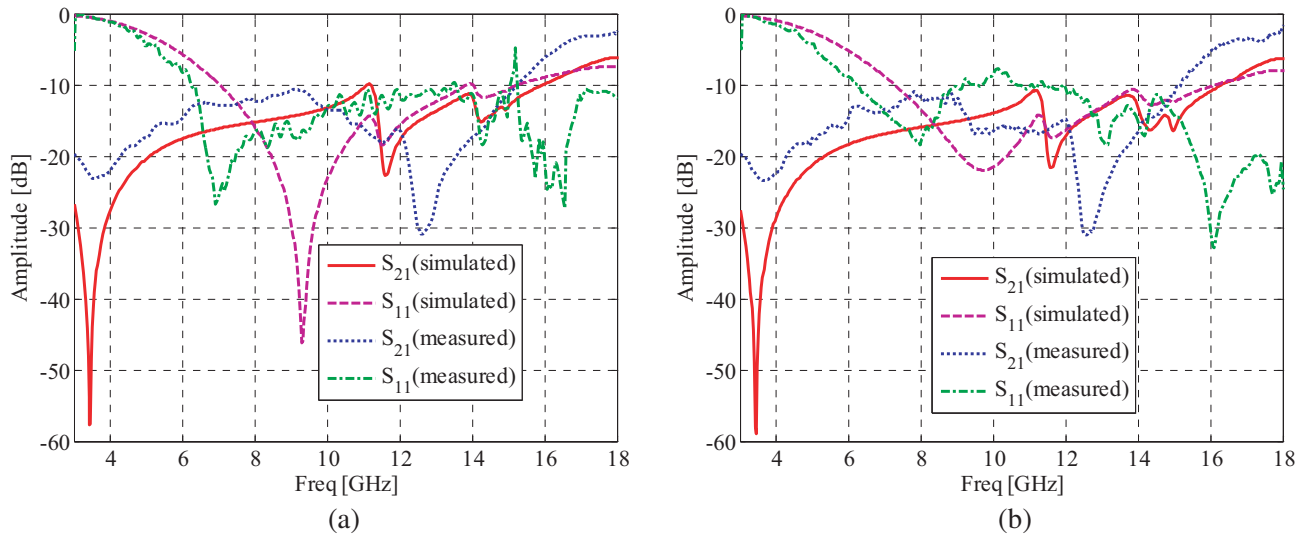 0
-10
-20
-30
-40
-50
-60
Amplitude [dB]
4 6 8 10 12 14 16 18
Freq [GHz]
S21(simulated)
S11(simulated)
S21(measured)
S11(measured)
(a)
0
-10
-20
-30
-40
-50
-60
Amplitude [dB]
4 6 8 10 12 14 16 18
Freq [GHz]
S21(simulated)
S11(simulated)
S21(measured)
S11(measured)
(b)